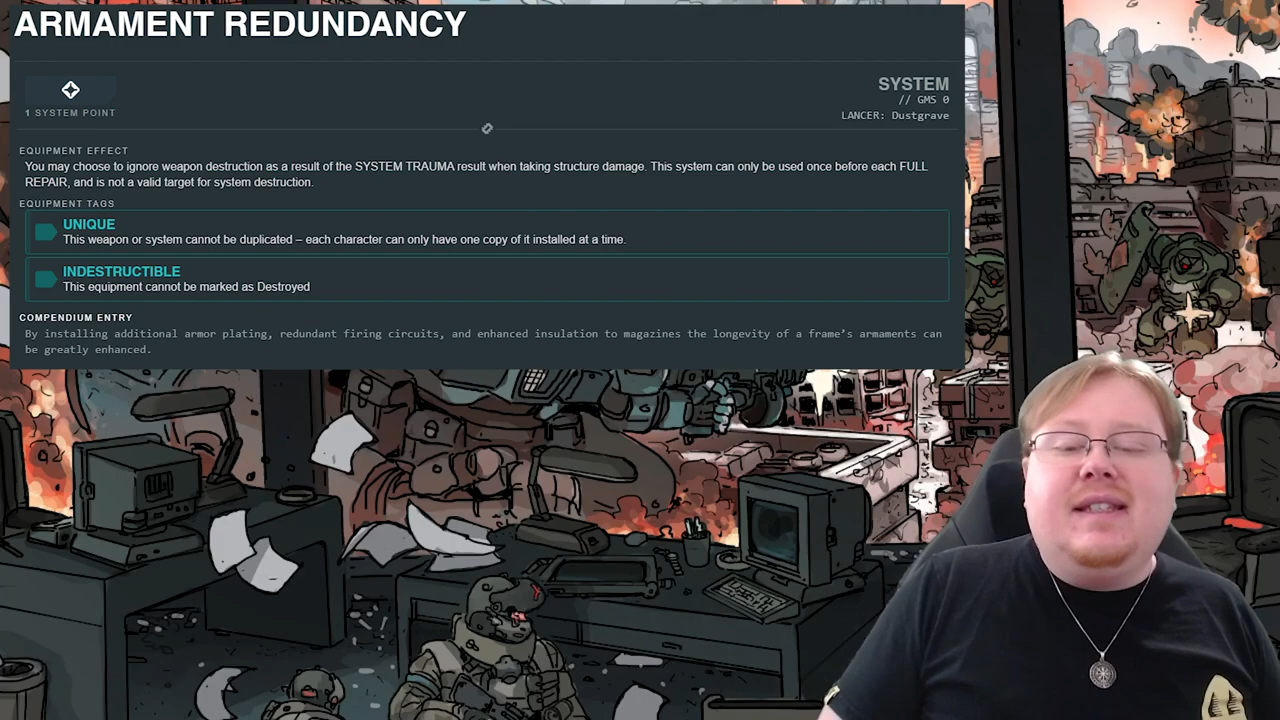 ARMAMENT REDUNDANCY
1 SYSTEM POINT
SYSTEM
// GMS 0
LANCER: Dustgrave
EQUIPMENT EFFECT
You may choose to ignore weapon destruction as a result of the SYSTEM TRAUMA result when taking structure damage. This system can only be used once before each FULL
REPAIR, and is not a valid target for system destruction.
EQUIPMENT TAGS
UNIQUE
This weapon or system cannot be duplicated – each character can only have one copy of it installed at a time.
INDESTRUCTIBLE
This equipment cannot be marked as Destroyed
COMPENDIUM ENTRY
By installing additional armor plating, redundant firing circuits, and enhanced insulation to magazines the longevity of a frame’s armaments can
be greatly enhanced.